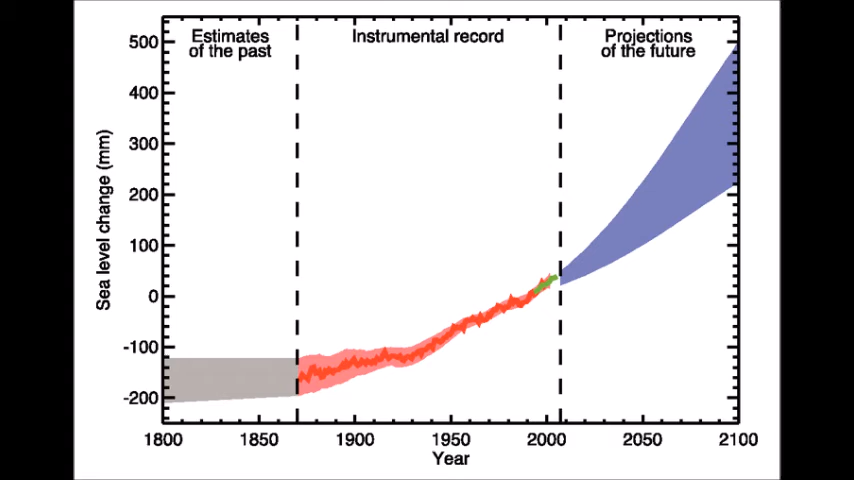 Estimates
of the past
Instrumental record
Projections
of the future
500
400
300
200
100
0
-100
-200
Sea level change (mm)
1800 1850 1900 1950 2000 2050 2100
Year